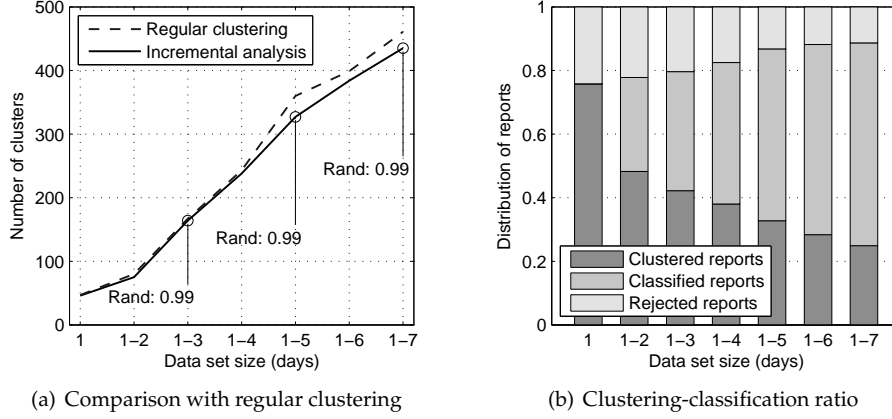 500
400
300
200
100
0
Number of clusters
Regular clustering
Incremental analysis
Rand: 0.99
Rand: 0.99
Rand: 0.99
1 1−2 1−3 1−4 1−5 1−6 1−7
Data set size (days)
(a) Comparison with regular clustering
1
0.8
0.6
0.4
0.2
0
Distribution of reports
Clustered reports
Classified reports
Rejected reports
1 1−2 1−3 1−4 1−5 1−6 1−7
Data set size (days)
(b) Clustering-classification ratio